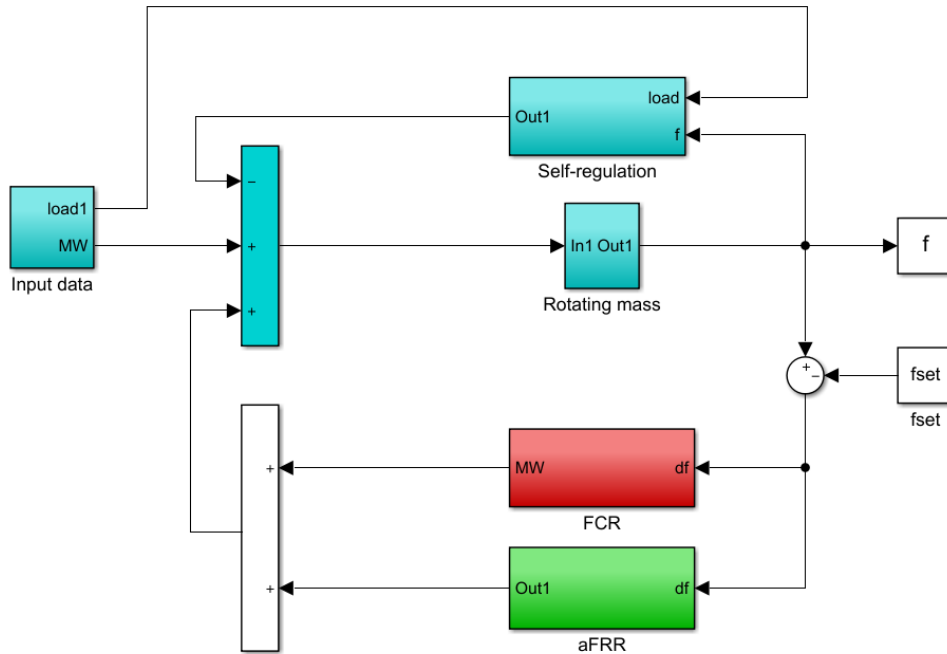 load
Out1
f
Self-regulation
−
load1
MW
+
In1 Out1
f
Input data
Rotating mass
+
+
−
fset
fset
+
MW
df
FCR
+
Out1
df
aFRR